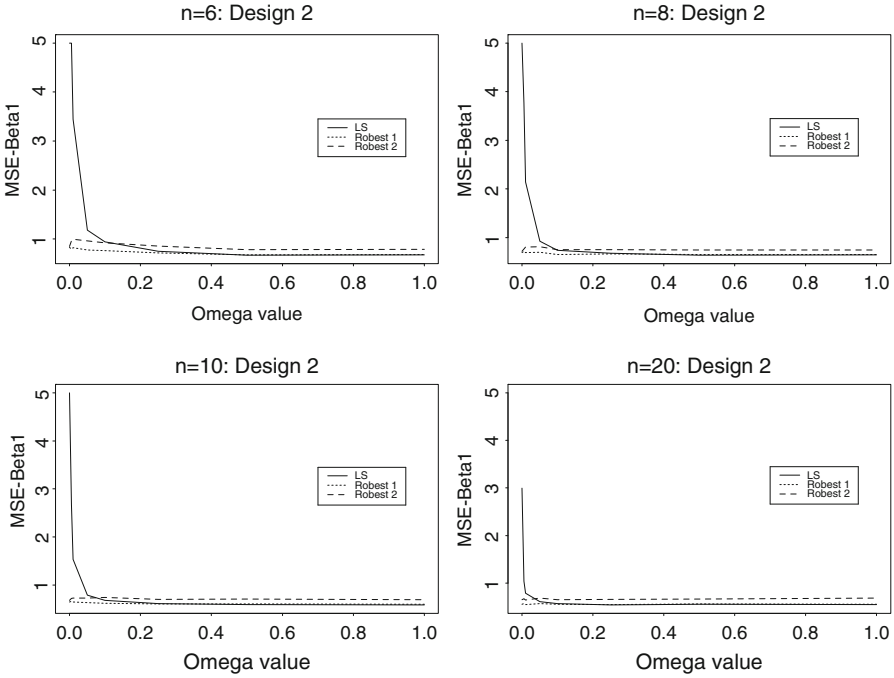 n=6: Design 2
MSE-Beta1
5
4
3
2
1
LS
Robest 1
Robest 2
0.0 0.2 0.4 0.6 0.8 1.0
Omega value
n=8: Design 2
MSE-Beta1
5
4
3
2
1
LS
Robest 1
Robest 2
0.0 0.2 0.4 0.6 0.8 1.0
Omega value
n=10: Design 2
MSE-Beta1
5
4
3
2
1
LS
Robest 1
Robest 2
0.0 0.2 0.4 0.6 0.8 1.0
Omega value
n=20: Design 2
MSE-Beta1
5
4
3
2
1
LS
Robest 1
Robest 2
0.0 0.2 0.4 0.6 0.8 1.0
Omega value